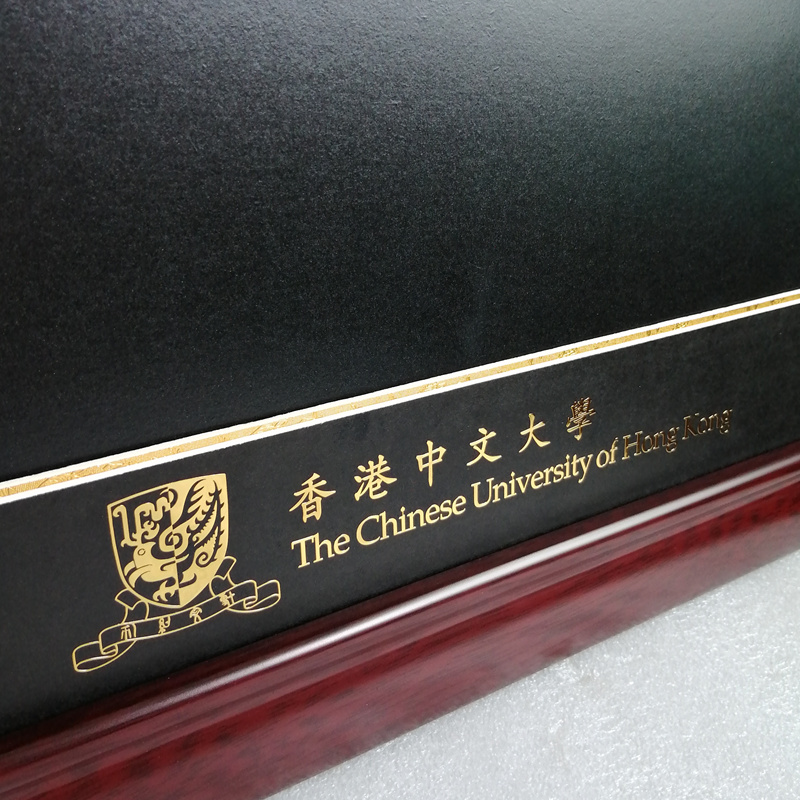 香港中文大學
The Chinese University of Hong Kong